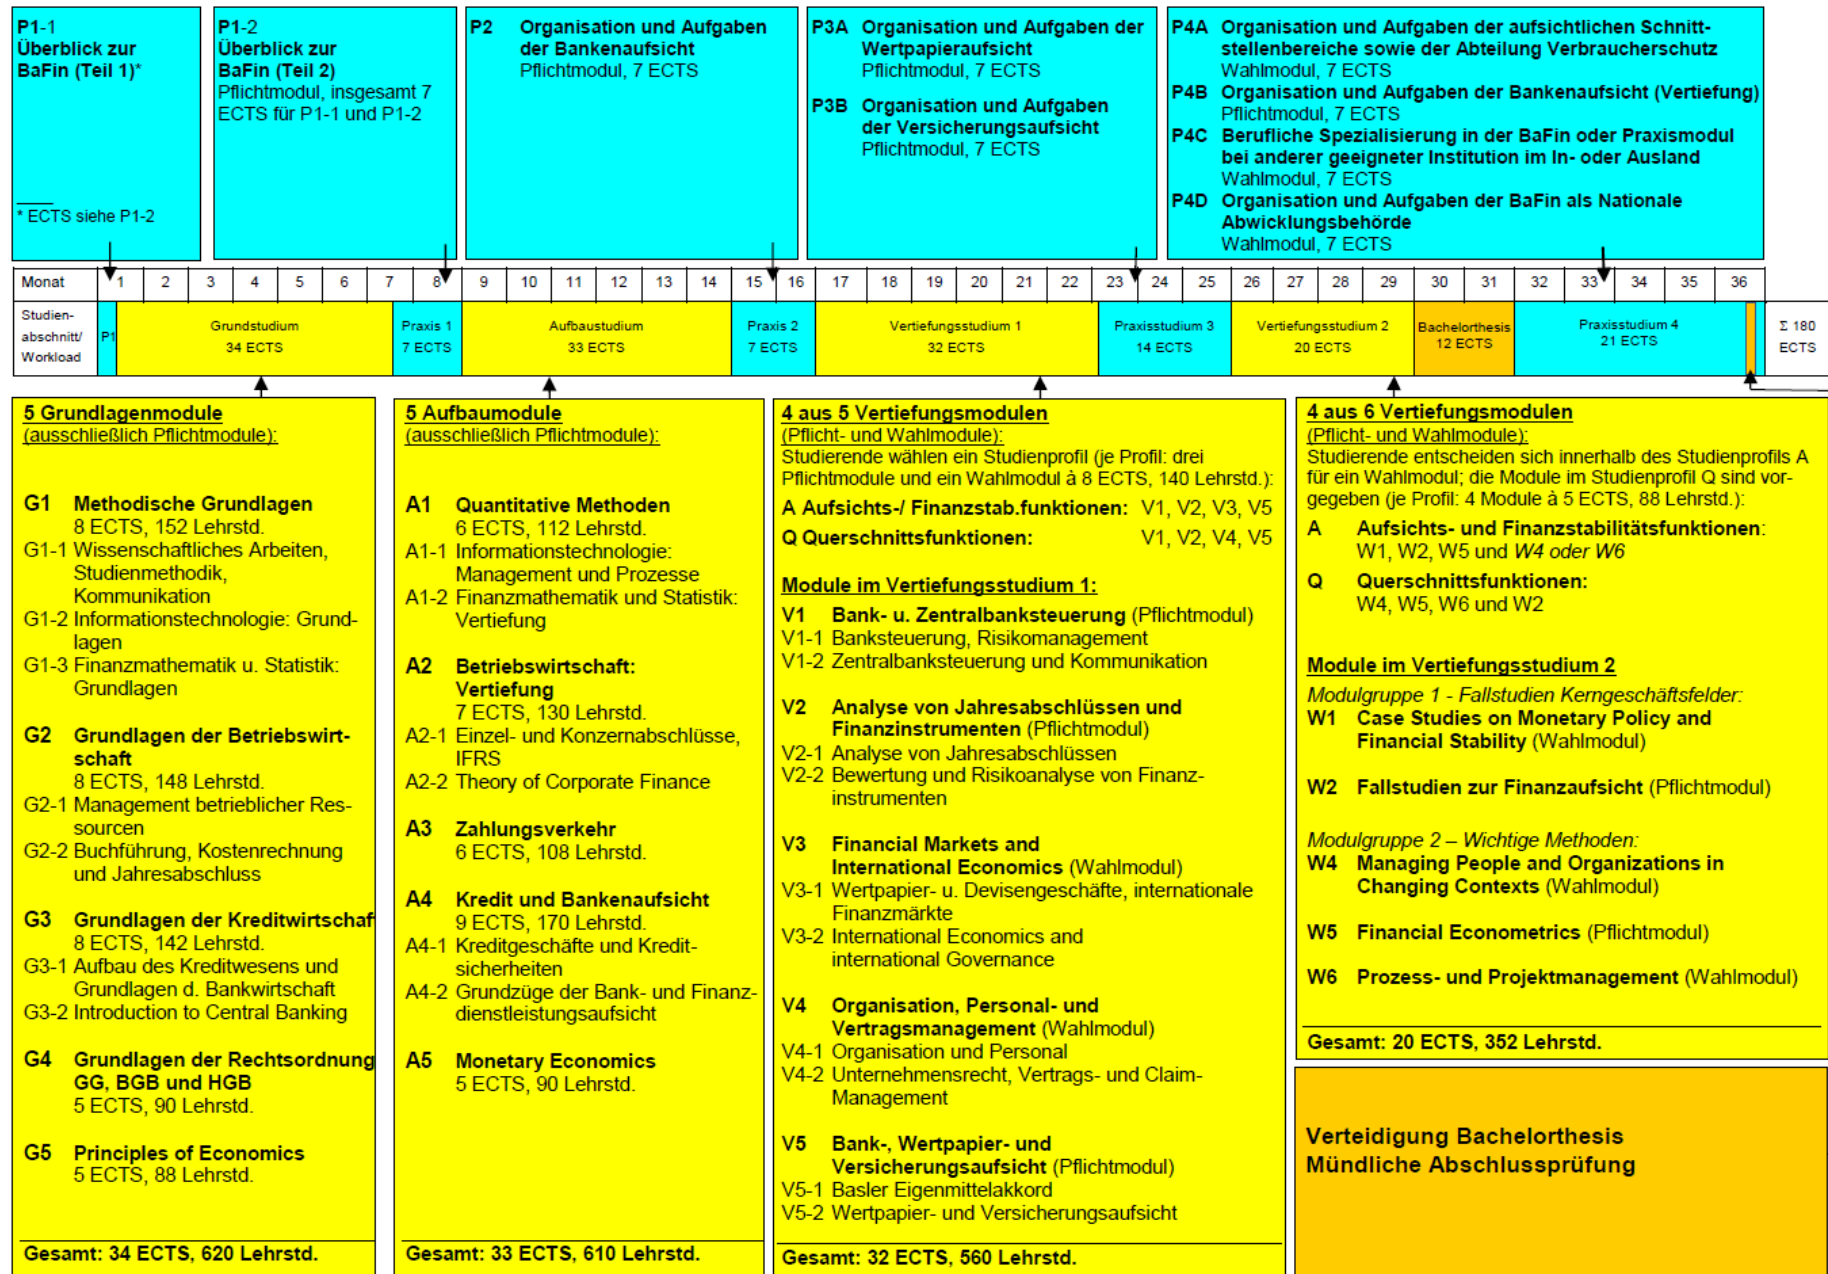 P1-1
Überblick zur
BaFin (Teil 1)*
* ECTS siehe P1-2
P1-2
Überblick zur
BaFin (Teil 2)
Pflichtmodul, insgesamt 7
ECTS für P1-1 und P1-2
P2 Organisation und Aufgaben
der Bankenaufsicht
Pflichtmodul, 7 ECTS
P3A Organisation und Aufgaben der
Wertpapieraufsicht
Pflichtmodul, 7 ECTS
P3B Organisation und Aufgaben
der Versicherungsaufsicht
Pflichtmodul, 7 ECTS
P4A Organisation und Aufgaben der aufsichtlichen Schnitt-
stellenbereiche sowie der Abteilung Verbraucherschutz
Wahlmodul, 7 ECTS
P4B Organisation und Aufgaben der Bankenaufsicht (Vertiefung)
Pflichtmodul, 7 ECTS
P4C Berufliche Spezialisierung in der BaFin oder Praxismodul
bei anderer geeigneter Institution im In- oder Ausland
Wahlmodul, 7 ECTS
P4D Organisation und Aufgaben der BaFin als Nationale
Abwicklungsbehörde
Wahlmodul, 7 ECTS
Monat 1 2 3 4 5 6 7 8 9 10 11 12 13 14 15 16 17 18 19 20 21 22 23 24 25 26 27 28 29 30 31 32 33 34 35 36
Studien-
abschnitt/
Workload
P1
Grundstudium
34 ECTS
Praxis 1
7 ECTS
Aufbaustudium
33 ECTS
Praxis 2
7 ECTS
Vertiefungsstudium 1
32 ECTS
Praxisstudium 3
14 ECTS
Vertiefungsstudium 2
20 ECTS
Bachelorthesis
12 ECTS
Praxisstudium 4
21 ECTS
Σ 180
ECTS
5 Grundlagenmodule
(ausschließlich Pflichtmodule):
G1 Methodische Grundlagen
8 ECTS, 152 Lehrstd.
G1-1 Wissenschaftliches Arbeiten,
Studienmethodik,
Kommunikation
G1-2 Informationstechnologie: Grund-
lagen
G1-3 Finanzmathematik u. Statistik:
Grundlagen
G2 Grundlagen der Betriebswirt-
schaft
8 ECTS, 148 Lehrstd.
G2-1 Management betrieblicher Res-
sourcen
G2-2 Buchführung, Kostenrechnung
und Jahresabschluss
G3 Grundlagen der Kreditwirtschaf
8 ECTS, 142 Lehrstd.
G3-1 Aufbau des Kreditwesens und
Grundlagen d. Bankwirtschaft
G3-2 Introduction to Central Banking
G4 Grundlagen der Rechtsordnung
GG, BGB und HGB
5 ECTS, 90 Lehrstd.
G5 Principles of Economics
5 ECTS, 88 Lehrstd.
Gesamt: 34 ECTS, 620 Lehrstd.
5 Aufbaumodule
(ausschließlich Pflichtmodule):
A1 Quantitative Methoden
6 ECTS, 112 Lehrstd.
A1-1 Informationstechnologie:
Management und Prozesse
A1-2 Finanzmathematik und Statistik:
Vertiefung
A2 Betriebswirtschaft:
Vertiefung
7 ECTS, 130 Lehrstd.
A2-1 Einzel- und Konzernabschlüsse,
IFRS
A2-2 Theory of Corporate Finance
A3 Zahlungsverkehr
6 ECTS, 108 Lehrstd.
A4 Kredit und Bankenaufsicht
9 ECTS, 170 Lehrstd.
A4-1 Kreditgeschäfte und Kredit-
sicherheiten
A4-2 Grundzüge der Bank- und Finanz-
dienstleistungsaufsicht
A5 Monetary Economics
5 ECTS, 90 Lehrstd.
Gesamt: 33 ECTS, 610 Lehrstd.
4 aus 5 Vertiefungsmodulen
(Pflicht- und Wahlmodule):
Studierende wählen ein Studienprofil (je Profil: drei
Pflichtmodule und ein Wahlmodul à 8 ECTS, 140 Lehrstd.):
A Aufsichts-/ Finanzstab.funktionen: V1, V2, V3, V5
Q Querschnittsfunktionen: V1, V2, V4, V5
Module im Vertiefungsstudium 1:
V1 Bank- u. Zentralbanksteuerung (Pflichtmodul)
V1-1 Banksteuerung, Risikomanagement
V1-2 Zentralbanksteuerung und Kommunikation
V2 Analyse von Jahresabschlüssen und
Finanzinstrumenten (Pflichtmodul)
V2-1 Analyse von Jahresabschlüssen
V2-2 Bewertung und Risikoanalyse von Finanz-
instrumenten
V3 Financial Markets and
International Economics (Wahlmodul)
V3-1 Wertpapier- u. Devisengeschäfte, internationale
Finanzmärkte
V3-2 International Economics and
international Governance
V4 Organisation, Personal- und
Vertragsmanagement (Wahlmodul)
V4-1 Organisation und Personal
V4-2 Unternehmensrecht, Vertrags- und Claim-
Management
V5 Bank-, Wertpapier- und
Versicherungsaufsicht (Pflichtmodul)
V5-1 Basler Eigenmittelakkord
V5-2 Wertpapier- und Versicherungsaufsicht
Gesamt: 32 ECTS, 560 Lehrstd.
4 aus 6 Vertiefungsmodulen
(Pflicht- und Wahlmodule):
Studierende entscheiden sich innerhalb des Studienprofils A
für ein Wahlmodul; die Module im Studienprofil Q sind vor-
gegeben (je Profil: 4 Module à 5 ECTS, 88 Lehrstd.):
A Aufsichts- und Finanzstabilitätsfunktionen:
W1, W2, W5 und W4 oder W6
Q Querschnittsfunktionen:
W4, W5, W6 und W2
Module im Vertiefungsstudium 2
Modulgruppe 1 - Fallstudien Kerngeschäftsfelder:
W1 Case Studies on Monetary Policy and
Financial Stability (Wahlmodul)
W2 Fallstudien zur Finanzaufsicht (Pflichtmodul)
Modulgruppe 2 – Wichtige Methoden:
W4 Managing People and Organizations in
Changing Contexts (Wahlmodul)
W5 Financial Econometrics (Pflichtmodul)
W6 Prozess- und Projektmanagement (Wahlmodul)
Gesamt: 20 ECTS, 352 Lehrstd.
Verteidigung Bachelorthesis
Mündliche Abschlussprüfung